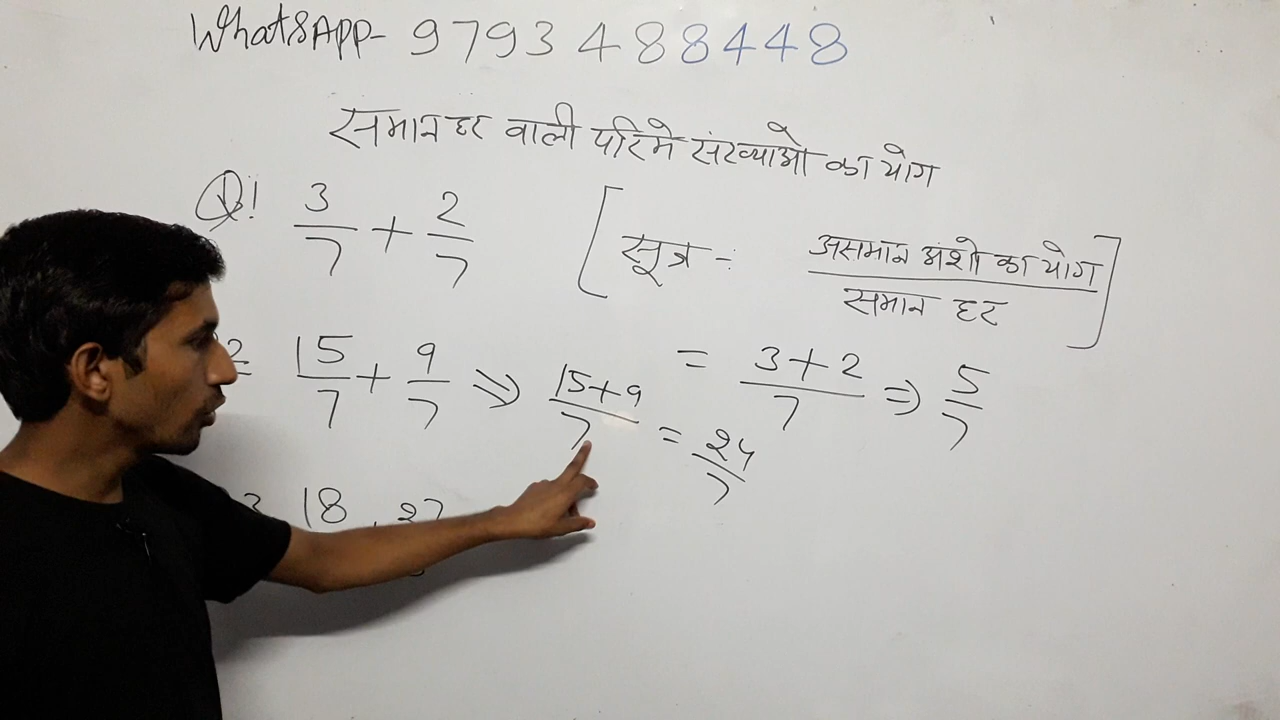 WhatsApp- 9793488448
समान हर वाली परिमे संख्याओ का योग
Q1 3/7 + 2/7
[सूत्र -: असमान अंशो का योग / समान हर]
= 3+2/7 ⇒ 5/7
2 15/7 + 9/7 ⇒ 15+9/7 = 24/7
3 18 27